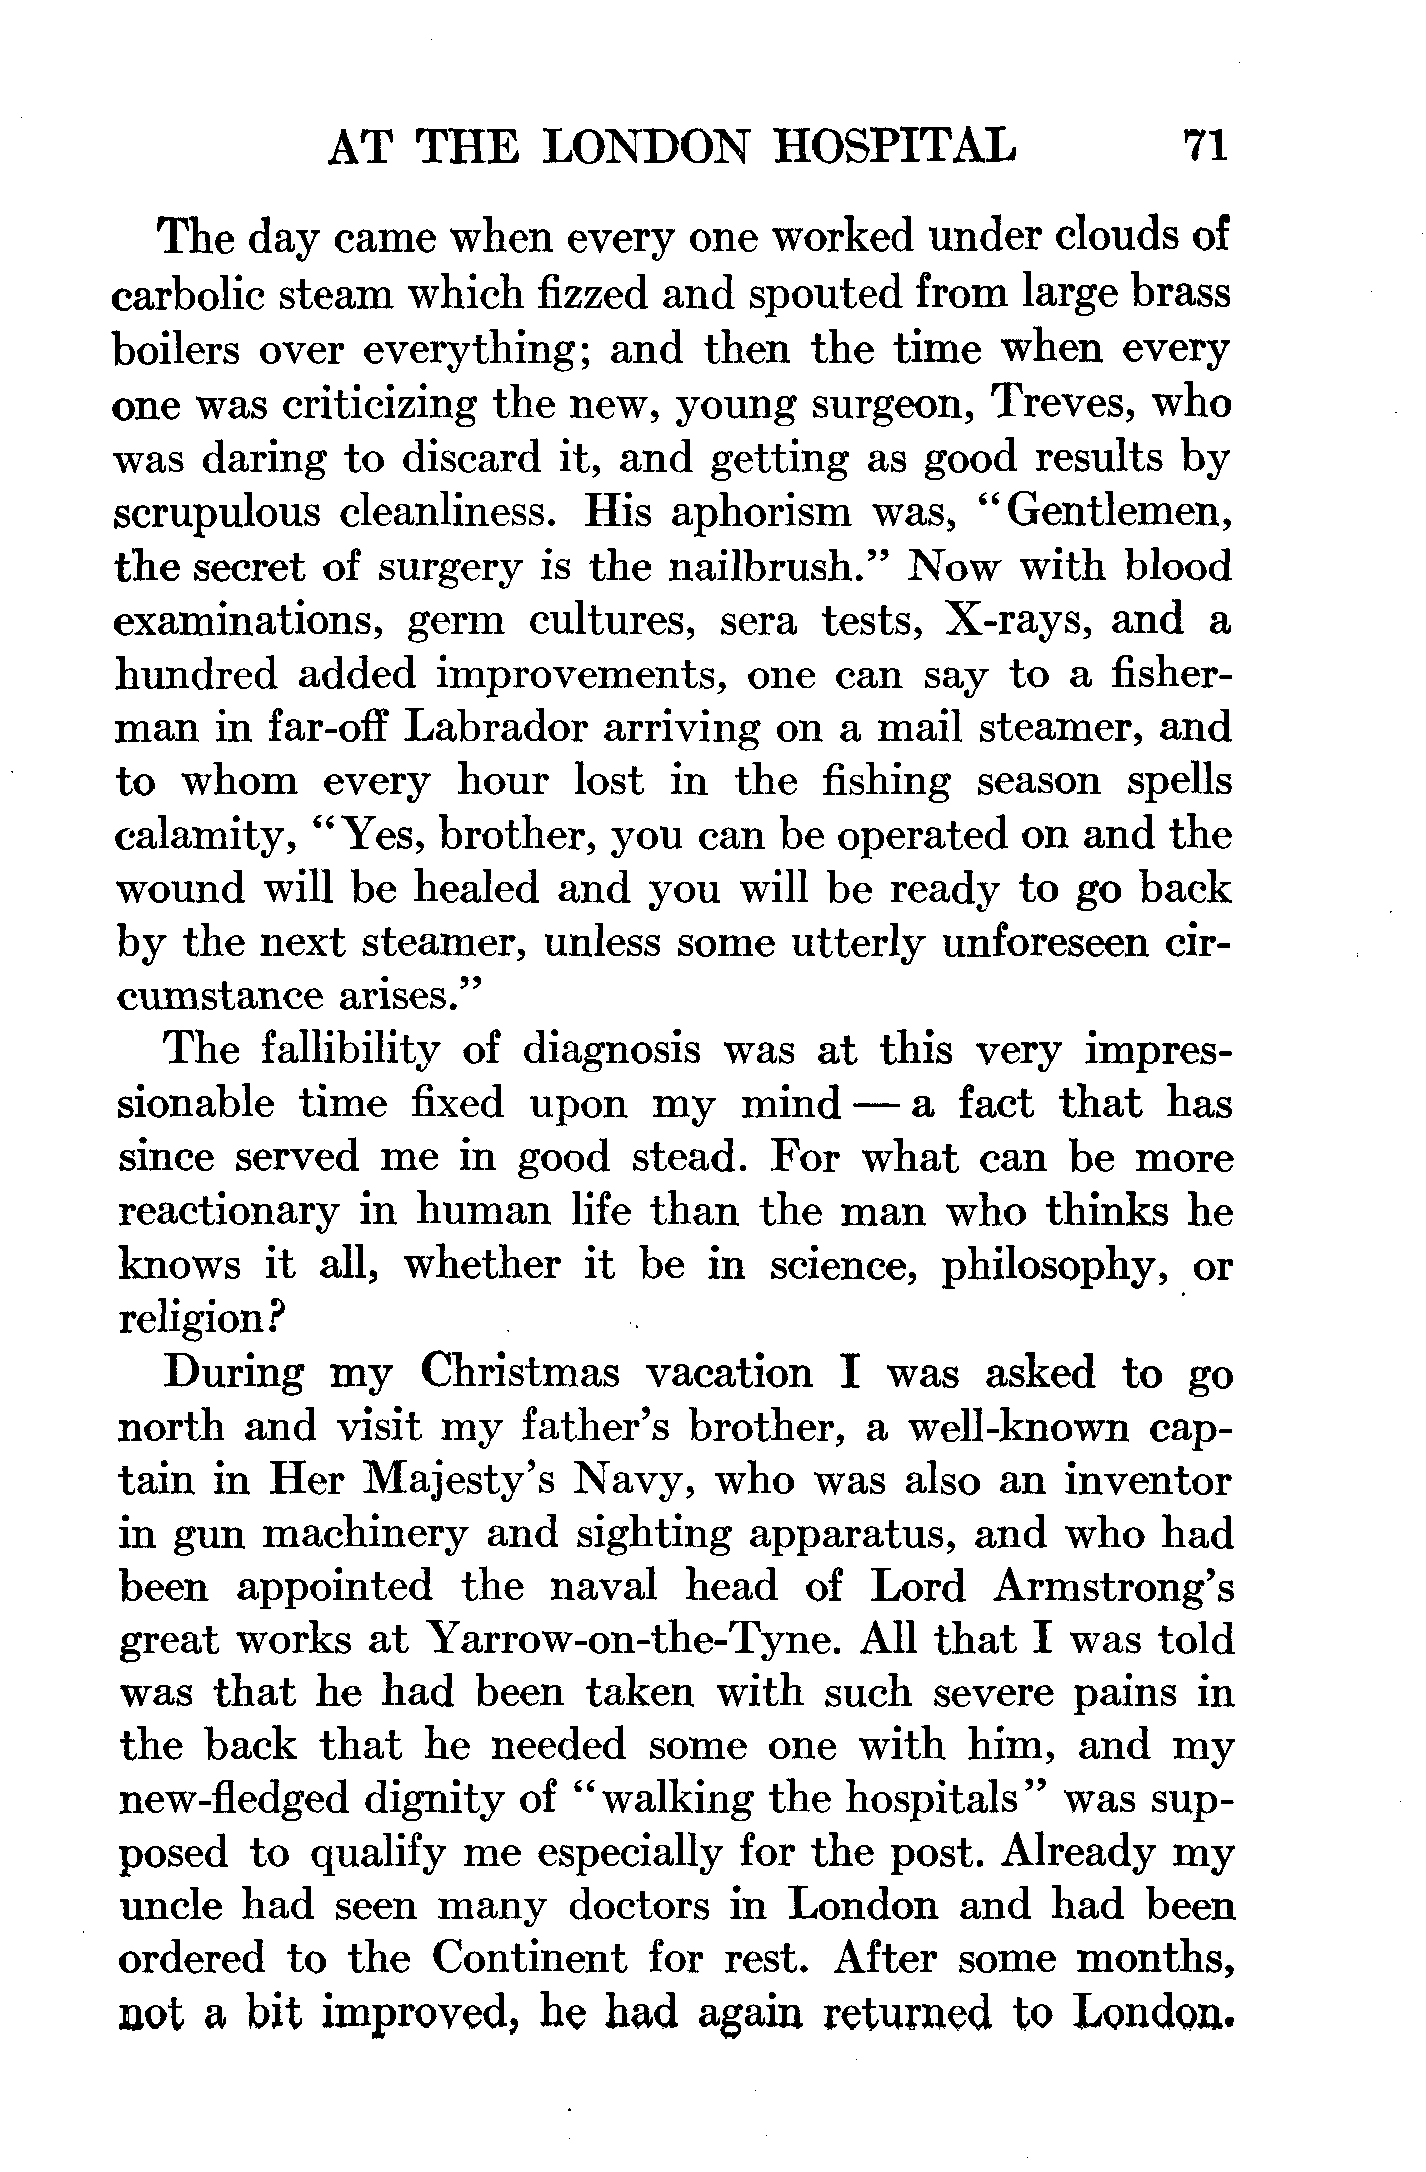 AT THE LONDON HOSPITAL 71
The day came when every one worked under clouds of
carbolic steam which fizzed and spouted from large brass
boilers over everything; and then the time when every
one was criticizing the new, young surgeon, Treves, who
was daring to discard it, and getting as good results by
scrupulous cleanliness. His aphorism was, "Gentlemen,
the secret of surgery is the nailbrush." Now with blood
examinations, germ cultures, sera tests, X-rays, and a
hundred added improvements, one can say to a fisher-
man in far-off Labrador arriving on a mail steamer, and
to whom every hour lost in the fishing season spells
calamity, "Yes, brother, you can be operated on and the
wound will be healed and you will be ready to go back
by the next steamer, unless some utterly unforeseen cir-
cumstance arises."
The fallibility of diagnosis was at this very impres-
sionable time fixed upon my mind — a fact that has
since served me in good stead. For what can be more
reactionary in human life than the man who thinks he
knows it all, whether it be in science, philosophy, or
religion?
During my Christmas vacation I was asked to go
north and visit my father's brother, a well-known cap-
tain in Her Majesty's Navy, who was also an inventor
in gun machinery and sighting apparatus, and who had
been appointed the naval head of Lord Armstrong's
great works at Yarrow-on-the-Tyne. All that I was told
was that he had been taken with such severe pains in
the back that he needed some one with him, and my
new-fledged dignity of "walking the hospitals" was sup-
posed to qualify me especially for the post. Already my
uncle had seen many doctors in London and had been
ordered to the Continent for rest. After some months,
not a bit improved, he had again returned to London.